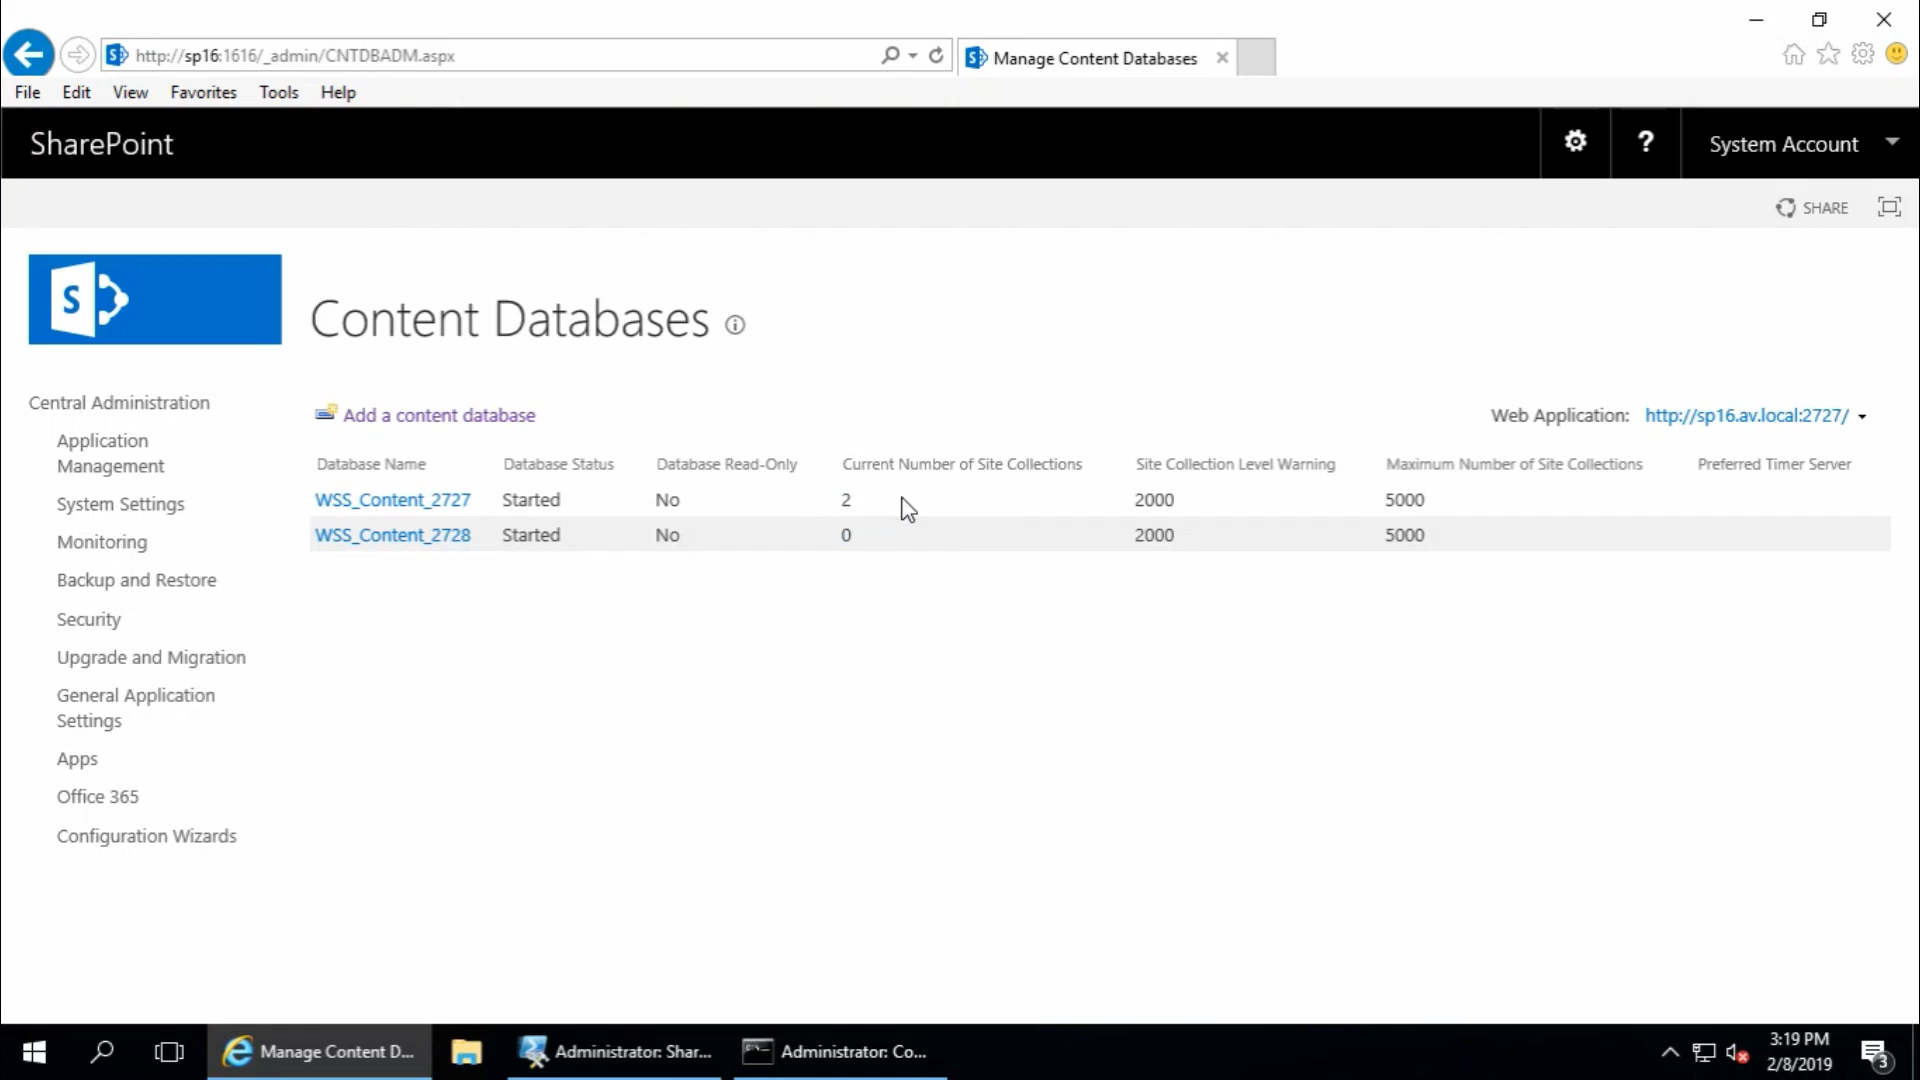 http://sp16:1616/_admin/CNTDBADM.aspx
Manage Content Databases
File Edit View Favorites Tools Help
SharePoint
? System Account
SHARE
S
Content Databases
Central Administration
Application
Management
System Settings
Monitoring
Backup and Restore
Security
Upgrade and Migration
General Application
Settings
Apps
Office 365
Configuration Wizards
Add a content database
Web Application: http://sp16.av.local:2727/
Database Name Database Status Database Read-Only Current Number of Site Collections Site Collection Level Warning Maximum Number of Site Collections Preferred Timer Server
WSS_Content_2727 Started No 2 2000 5000
WSS_Content_2728 Started No 0 2000 5000
Manage Content D...
Administrator: Shar...
Administrator: Co...
3:19 PM
2/8/2019
3